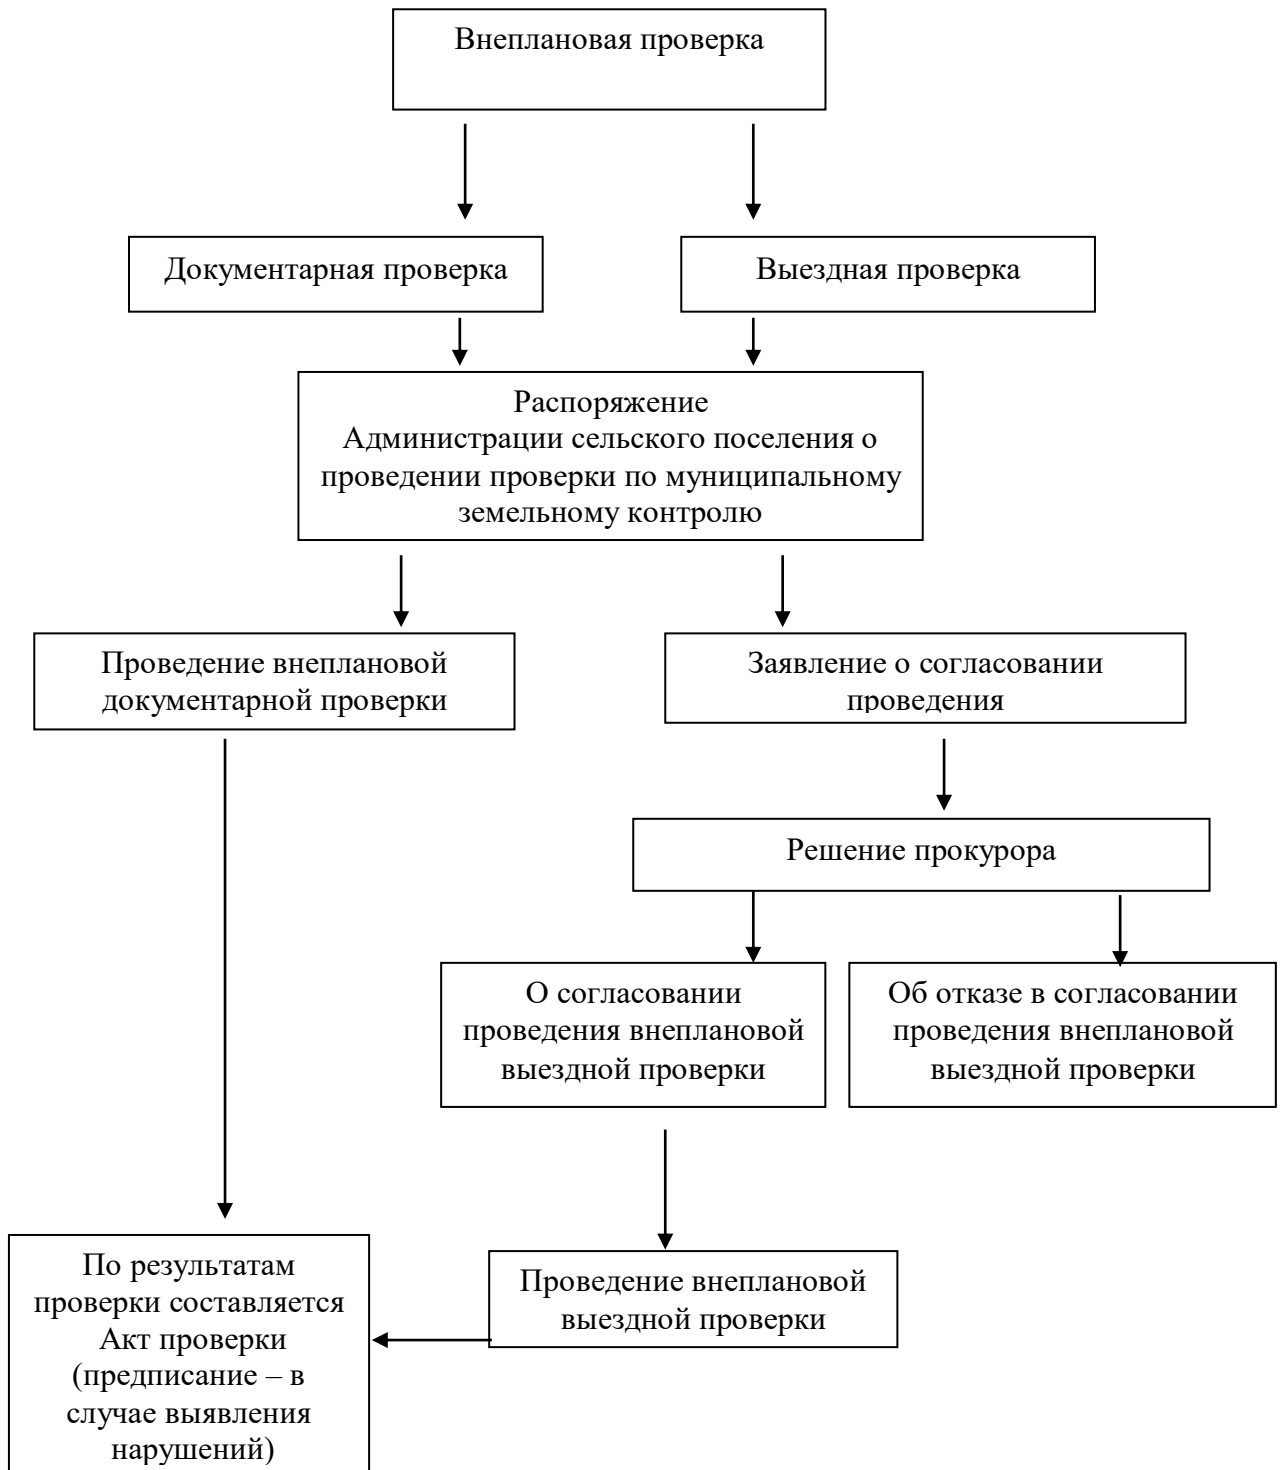 Внеплановая проверка
Документарная проверка
Выездная проверка
Распоряжение
Администрации сельского поселения о
проведении проверки по муниципальному
земельному контролю
Проведение внеплановой
документарной проверки
Заявление о согласовании
проведения
Решение прокурора
О согласовании
проведения внеплановой
выездной проверки
Об отказе в согласовании
проведения внеплановой
выездной проверки
Проведение внеплановой
выездной проверки
По результатам
проверки составляется
Акт проверки
(предписание – в
случае выявления
нарушений)